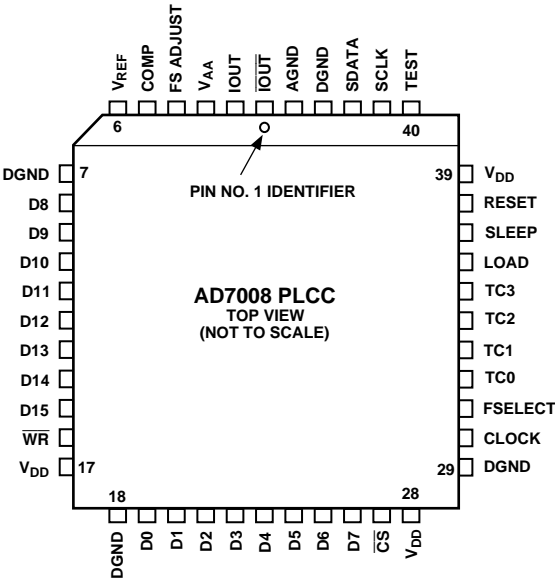 VREF
COMP
FS ADJUST
VAA
IOUT
I̅O̅U̅T̅
AGND
DGND
SDATA
SCLK
TEST
6
40
PIN NO. 1 IDENTIFIER
DGND
7
D8
D9
D10
D11
D12
D13
D14
D15
W̅R̅
VDD
17
39
VDD
RESET
SLEEP
LOAD
TC3
TC2
TC1
TC0
FSELECT
CLOCK
29
DGND
AD7008 PLCC
TOP VIEW
(NOT TO SCALE)
18
28
DGND
D0
D1
D2
D3
D4
D5
D6
D7
C̅S̅
VDD